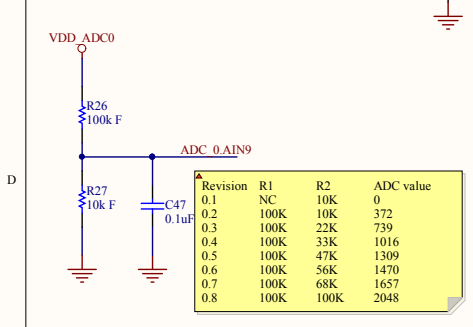 VDD_ADC0
R26
100k F
ADC_0.AIN9
D
R27
10k F
C47
0.1uF
Revision R1 R2 ADC value
0.1 NC 10K 0
0.2 100K 10K 372
0.3 100K 22K 739
0.4 100K 33K 1016
0.5 100K 47K 1309
0.6 100K 56K 1470
0.7 100K 68K 1657
0.8 100K 100K 2048